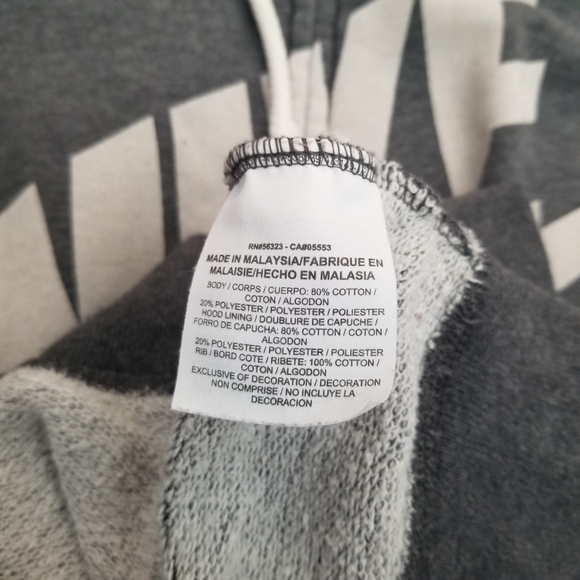 NIKE
RN#56323 - CA#05553
MADE IN MALAYSIA/FABRIQUE EN
MALAISIE/HECHO EN MALASIA
BODY / CORPS / CUERPO: 80% COTTON /
COTON / ALGODON
20% POLYESTER / POLYESTER / POLIESTER
HOOD LINING / DOUBLURE DE CAPUCHE /
FORRO DE CAPUCHA: 80% COTTON / COTON /
ALGODON
20% POLYESTER / POLYESTER / POLIESTER
RIB / BORD COTE / RIBETE: 100% COTTON /
COTON / ALGODON
EXCLUSIVE OF DECORATION / DECORATION
NON COMPRISE / NO INCLUYE LA
DECORACION